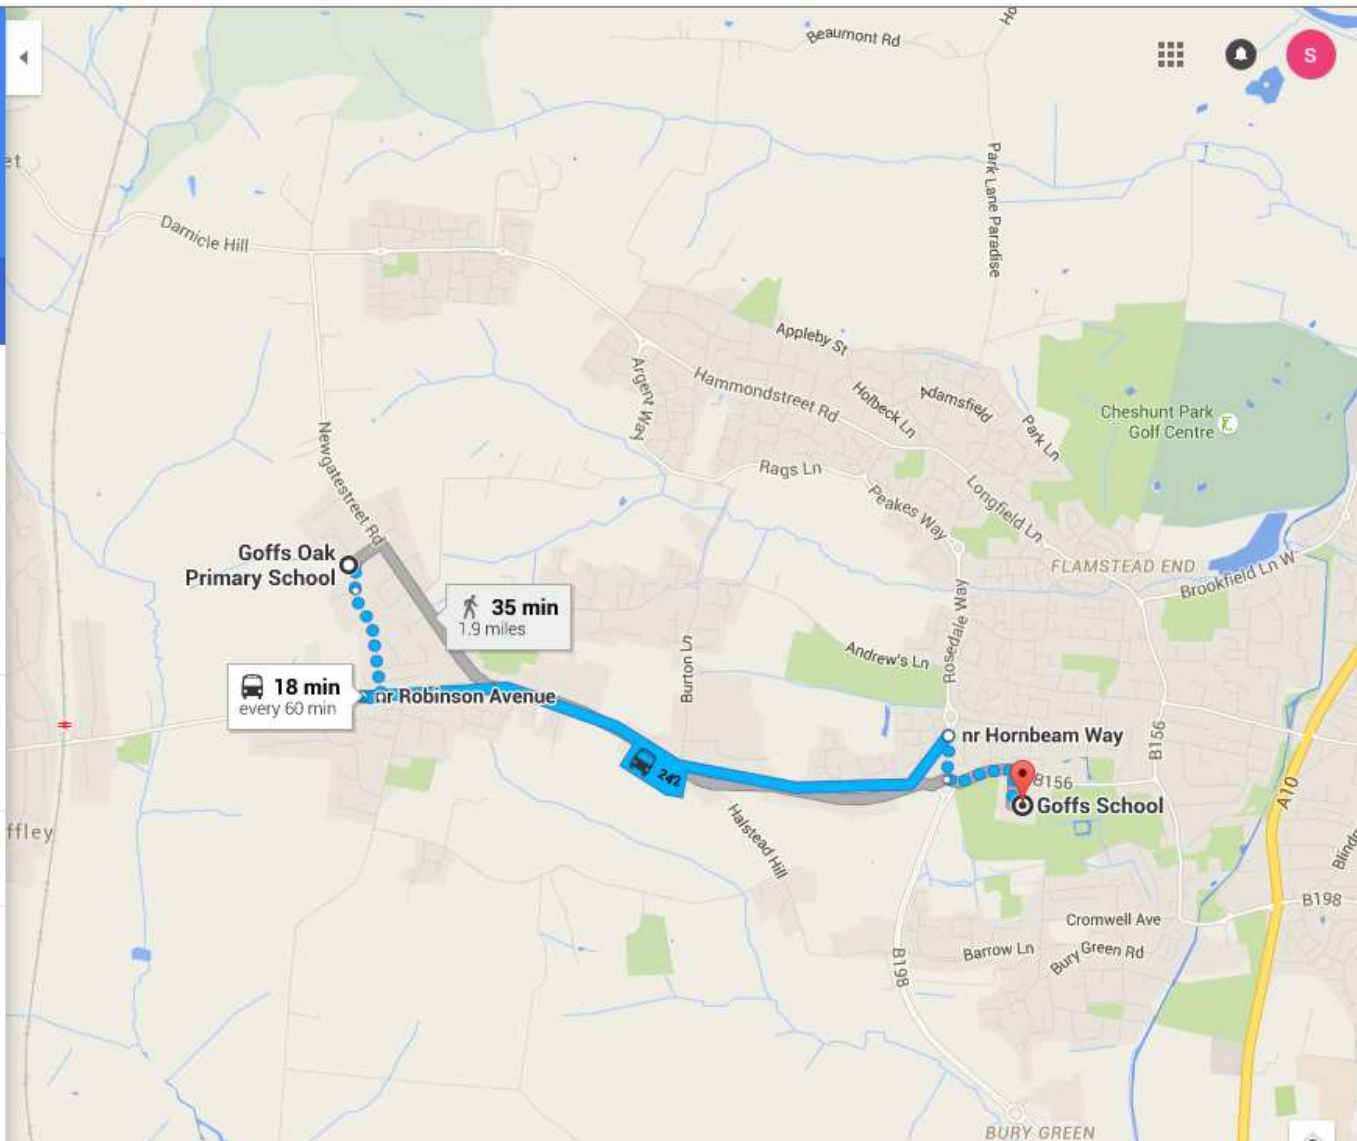 Beaumont Rd
Ho
S
et
Darnicle Hill
Park Lane Paradise
Appleby St
Argent Way
Hammondstreet Rd
Holbeck Ln
Adamsfield
Park Ln
Cheshunt Park
Golf Centre
Newgatestreet Rd
Rags Ln
Peakes Way
Longfield Ln
FLAMSTEAD END
Brookfield Ln W
Goffs Oak
Primary School
35 min
1.9 miles
Burton Ln
Andrew's Ln
Rosedale Way
18 min
every 60 min
nr Robinson Avenue
nr Hornbeam Way
B156
242
B156
Goffs School
A10
ffley
Halstead Hill
Blind
B198
Cromwell Ave
Barrow Ln
Bury Green Rd
B198
BURY GREEN